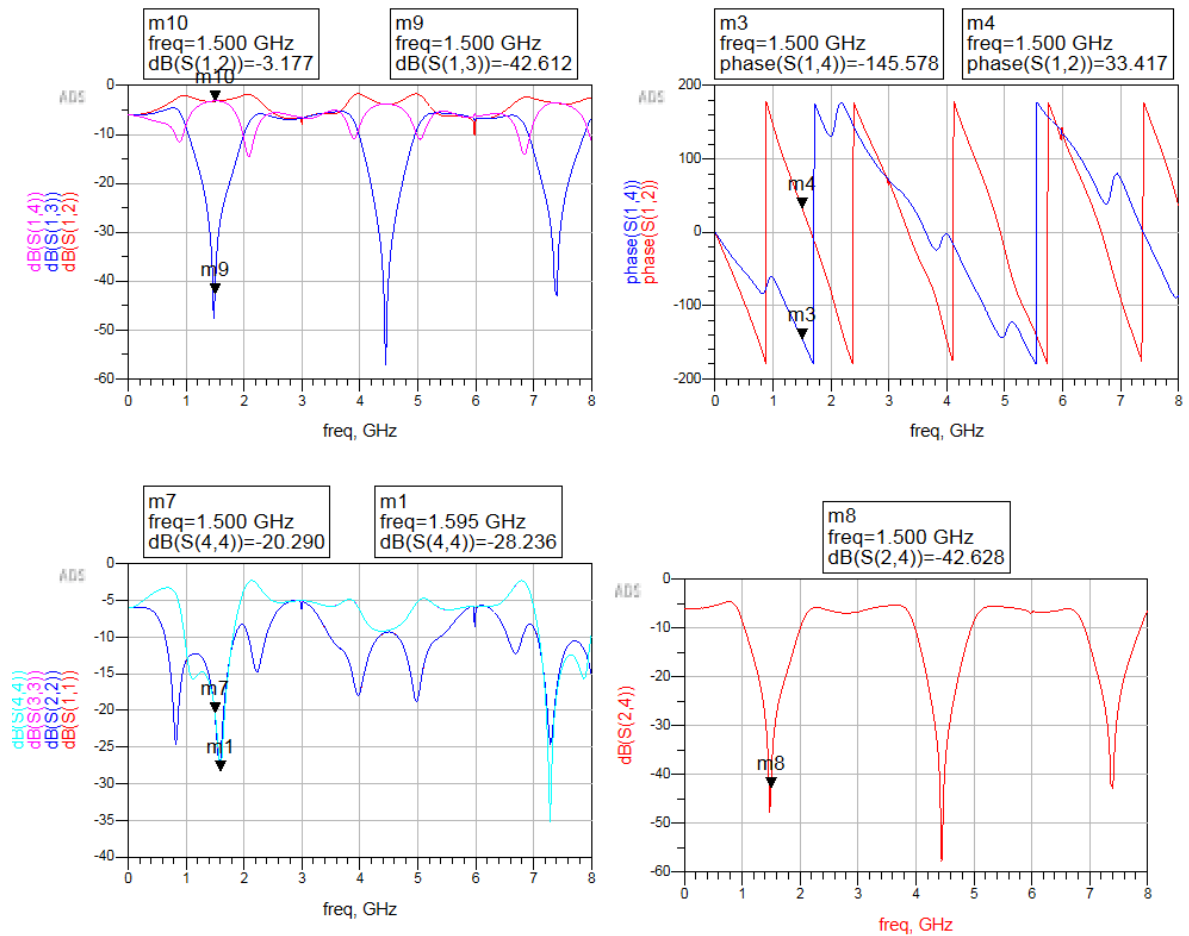 m10
freq=1.500 GHz
dB(S(1,2))=-3.177
m9
freq=1.500 GHz
dB(S(1,3))=-42.612
m10
ADS
0
-10
-20
-30
-40
-50
-60
m9
dB(S(1,4))
dB(S(1,3))
dB(S(1,2))
0 1 2 3 4 5 6 7 8
freq, GHz
m3
freq=1.500 GHz
phase(S(1,4))=-145.578
m4
freq=1.500 GHz
phase(S(1,2))=33.417
ADS
200
100
0
-100
-200
m4
m3
phase(S(1,4))
phase(S(1,2))
0 1 2 3 4 5 6 7 8
freq, GHz
m7
freq=1.500 GHz
dB(S(4,4))=-20.290
m1
freq=1.595 GHz
dB(S(4,4))=-28.236
ADS
0
-5
-10
-15
-20
-25
-30
-35
-40
m7
m1
dB(S(4,4))
dB(S(3,3))
dB(S(2,2))
dB(S(1,1))
0 1 2 3 4 5 6 7 8
freq, GHz
m8
freq=1.500 GHz
dB(S(2,4))=-42.628
ADS
0
-10
-20
-30
-40
-50
-60
m8
dB(S(2,4))
0 1 2 3 4 5 6 7 8
freq, GHz